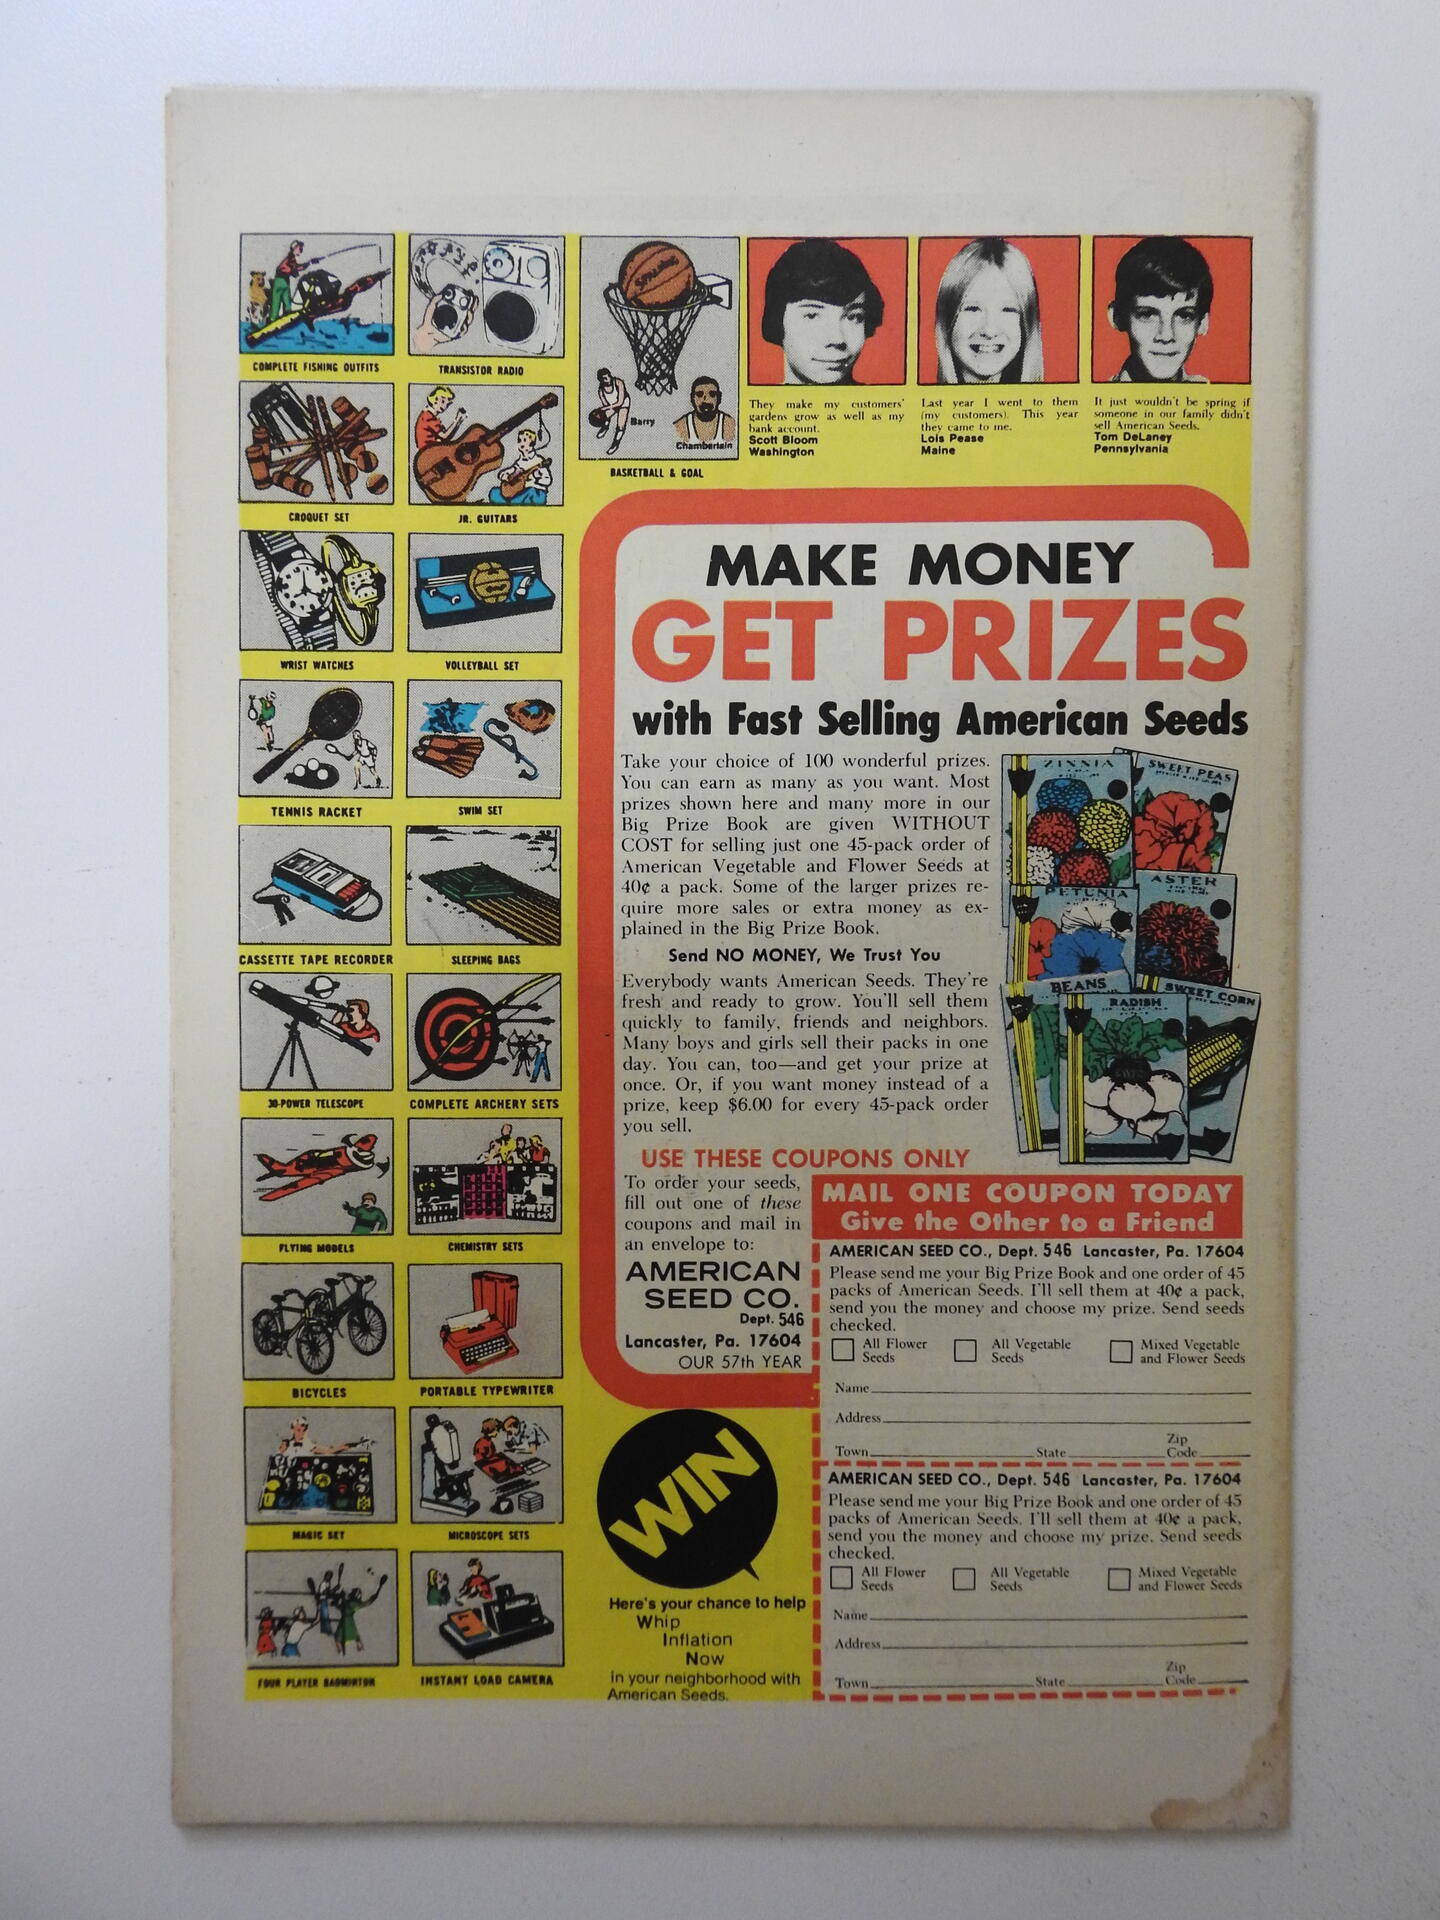 COMPLETE FISHING OUTFITS
TRANSISTOR RADIO
CROQUET SET
JR. GUITARS
WRIST WATCHES
VOLLEYBALL SET
TENNIS RACKET
SWIM SET
CASSETTE TAPE RECORDER
SLEEPING BAGS
30-POWER TELESCOPE
COMPLETE ARCHERY SETS
FLYING MODELS
CHEMISTRY SETS
BICYCLES
PORTABLE TYPEWRITER
MAGIC SET
MICROSCOPE SETS
FOUR PLAYER BADMINTON
INSTANT LOAD CAMERA
SPALDING
Barry
Chamberlain
BASKETBALL & GOAL
They make my customers'
gardens grow as well as my
bank account.
Scott Bloom
Washington
Last year I went to them
(my customers). This year
they came to me.
Lois Pease
Maine
It just wouldn't be spring if
someone in our family didn't
sell American Seeds.
Tom DeLaney
Pennsylvania
MAKE MONEY
GET PRIZES
with Fast Selling American Seeds
Take your choice of 100 wonderful prizes.
You can earn as many as you want. Most
prizes shown here and many more in our
Big Prize Book are given WITHOUT
COST for selling just one 45-pack order of
American Vegetable and Flower Seeds at
40¢ a pack. Some of the larger prizes re-
quire more sales or extra money as ex-
plained in the Big Prize Book.
Send NO MONEY, We Trust You
Everybody wants American Seeds. They're
fresh and ready to grow. You'll sell them
quickly to family, friends and neighbors.
Many boys and girls sell their packs in one
day. You can, too—and get your prize at
once. Or, if you want money instead of a
prize, keep $6.00 for every 45-pack order
you sell.
ZINNIA
SWEET PEAS
PETUNIA
ASTER
BEANS
RADISH
SWEET CORN
USE THESE COUPONS ONLY
To order your seeds,
fill out one of these
coupons and mail in
an envelope to:
AMERICAN
SEED CO.
Dept. 546
Lancaster, Pa. 17604
OUR 57th YEAR
MAIL ONE COUPON TODAY
Give the Other to a Friend
AMERICAN SEED CO., Dept. 546 Lancaster, Pa. 17604
Please send me your Big Prize Book and one order of 45
packs of American Seeds. I'll sell them at 40¢ a pack,
send you the money and choose my prize. Send seeds
checked.
All Flower Seeds
All Vegetable Seeds
Mixed Vegetable and Flower Seeds
Name
Address
Town State Zip Code
AMERICAN SEED CO., Dept. 546 Lancaster, Pa. 17604
Please send me your Big Prize Book and one order of 45
packs of American Seeds. I'll sell them at 40¢ a pack,
send you the money and choose my prize. Send seeds
checked.
All Flower Seeds
All Vegetable Seeds
Mixed Vegetable and Flower Seeds
Name
Address
Town State Zip Code
WIN
Here's your chance to help
Whip
Inflation
Now
in your neighborhood with
American Seeds.